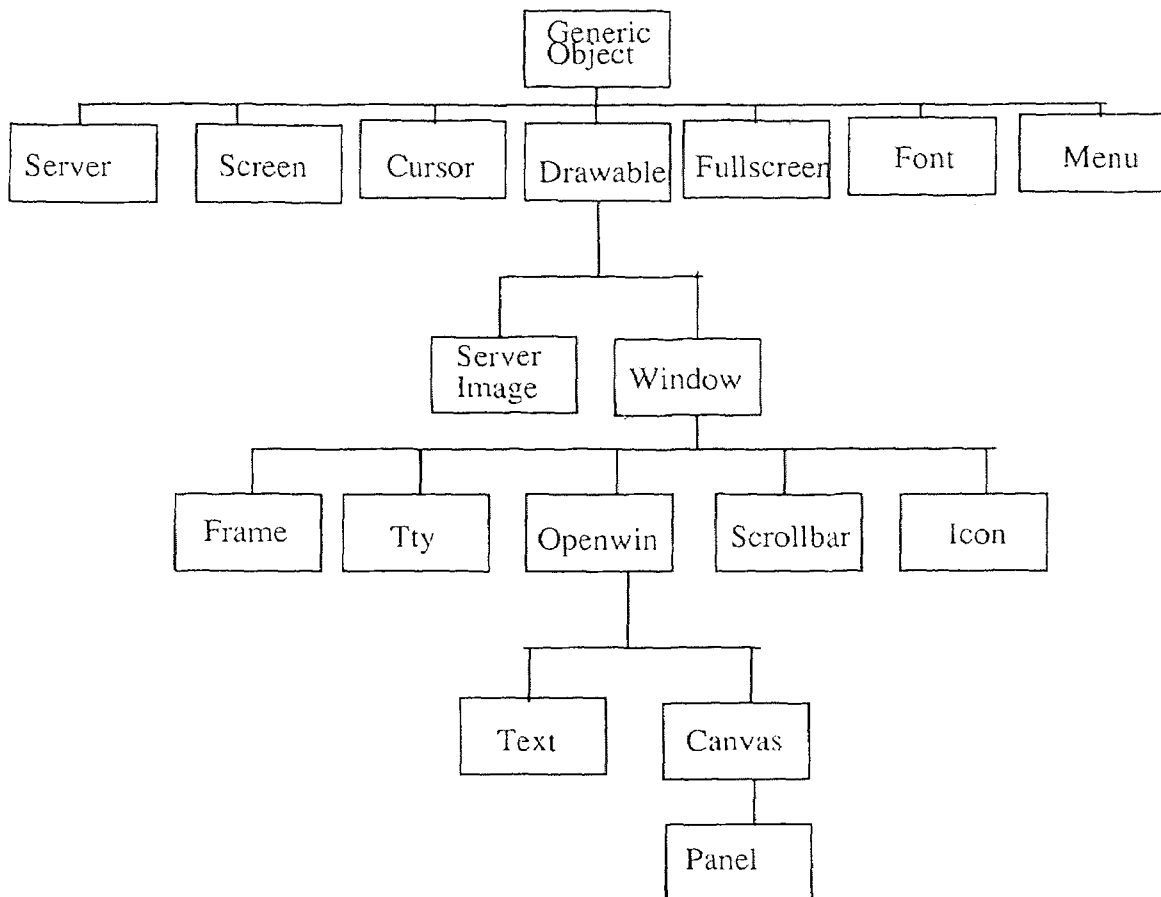 Generic
Object
Server
Screen
Cursor
Drawable
Fullscreen
Font
Menu
Server
Image
Window
Frame
Tty
Openwin
Scrollbar
Icon
Text
Canvas
Panel